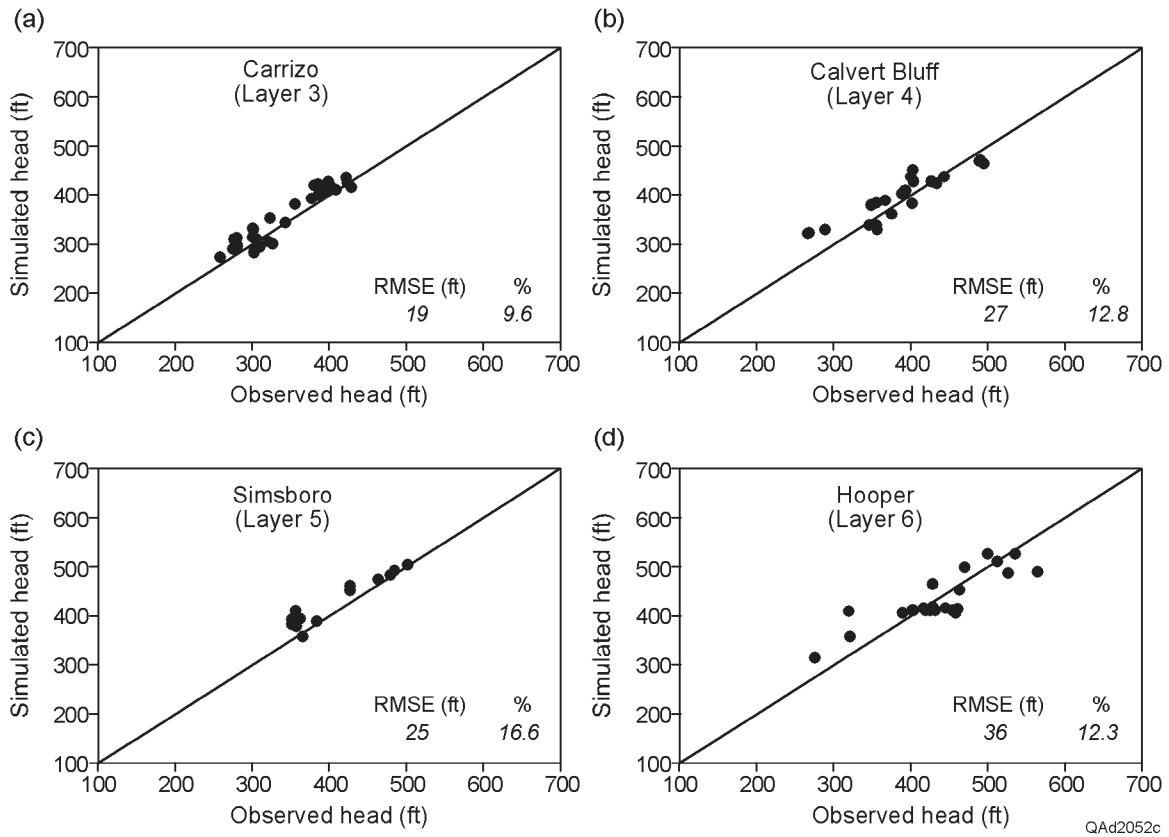 (a)
Carrizo
(Layer 3)
Simulated head (ft)
700
600
500
400
300
200
100
RMSE (ft) %
19 9.6
100 200 300 400 500 600 700
Observed head (ft)
(b)
Calvert Bluff
(Layer 4)
Simulated head (ft)
700
600
500
400
300
200
100
RMSE (ft) %
27 12.8
100 200 300 400 500 600 700
Observed head (ft)
(c)
Simsboro
(Layer 5)
Simulated head (ft)
700
600
500
400
300
200
100
RMSE (ft) %
25 16.6
100 200 300 400 500 600 700
Observed head (ft)
(d)
Hooper
(Layer 6)
Simulated head (ft)
700
600
500
400
300
200
100
RMSE (ft) %
36 12.3
100 200 300 400 500 600 700
Observed head (ft)
QAd2052c